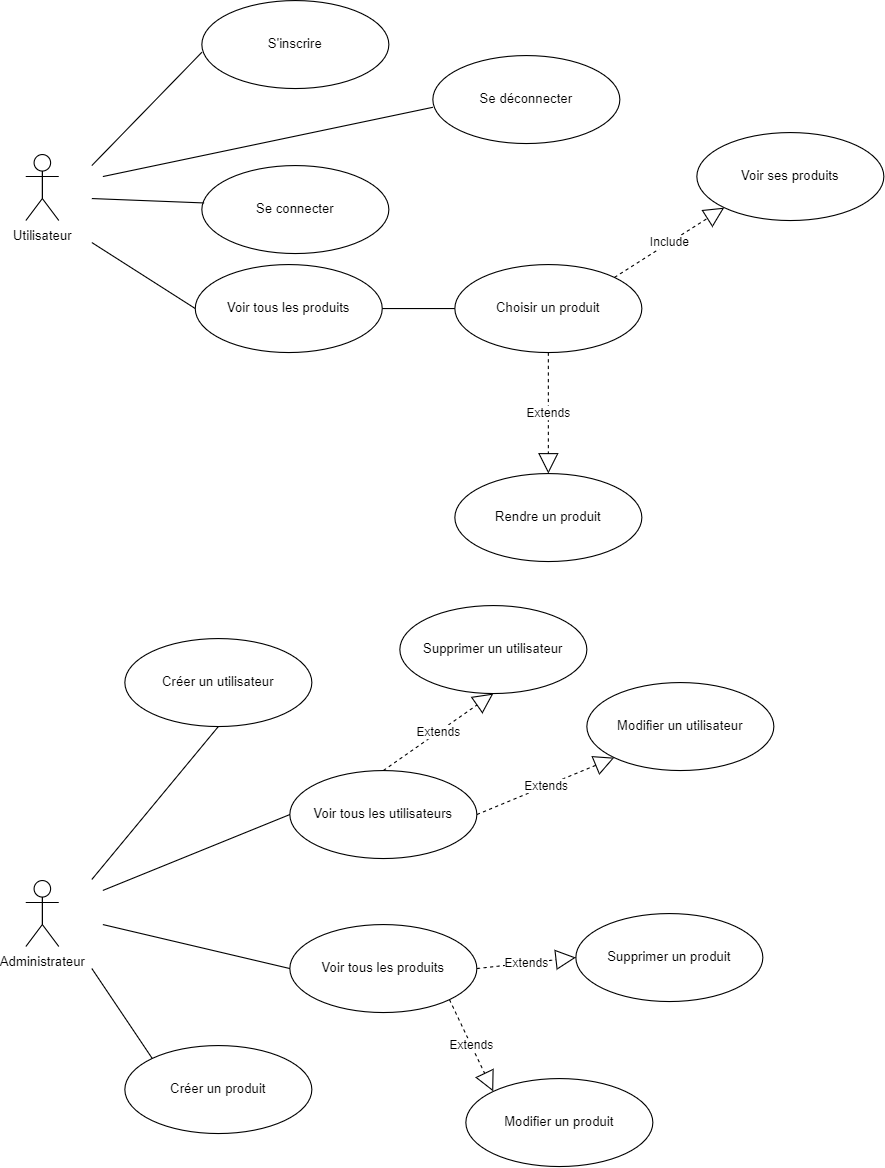 S'inscrire
Se déconnecter
Voir ses produits
Se connecter
Utilisateur
Include
Voir tous les produits
Choisir un produit
Extends
Rendre un produit
Supprimer un utilisateur
Créer un utilisateur
Modifier un utilisateur
Extends
Extends
Voir tous les utilisateurs
Administrateur
Voir tous les produits
Extends
Supprimer un produit
Extends
Créer un produit
Modifier un produit